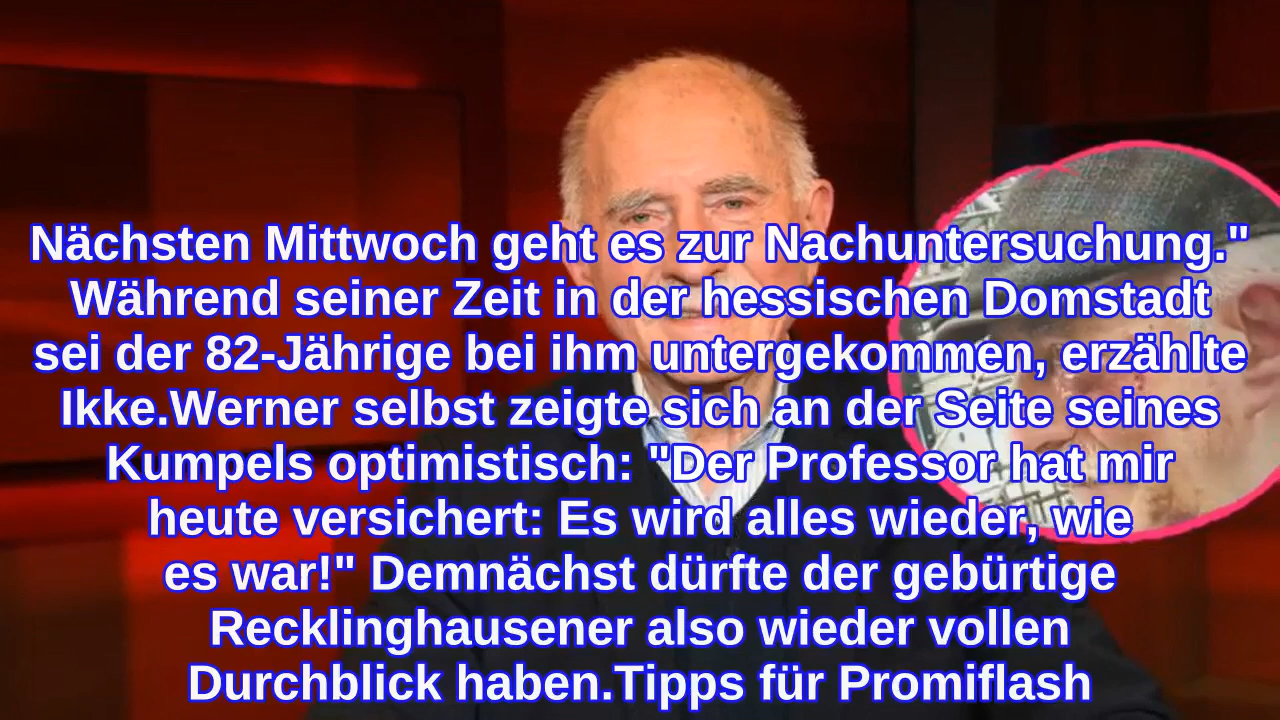 Nächsten Mittwoch geht es zur Nachuntersuchung."
Während seiner Zeit in der hessischen Domstadt
sei der 82-Jährige bei ihm untergekommen, erzählte
Ikke.Werner selbst zeigte sich an der Seite seines
Kumpels optimistisch: "Der Professor hat mir
heute versichert: Es wird alles wieder, wie
es war!" Demnächst dürfte der gebürtige
Recklinghausener also wieder vollen
Durchblick haben.Tipps für Promiflash